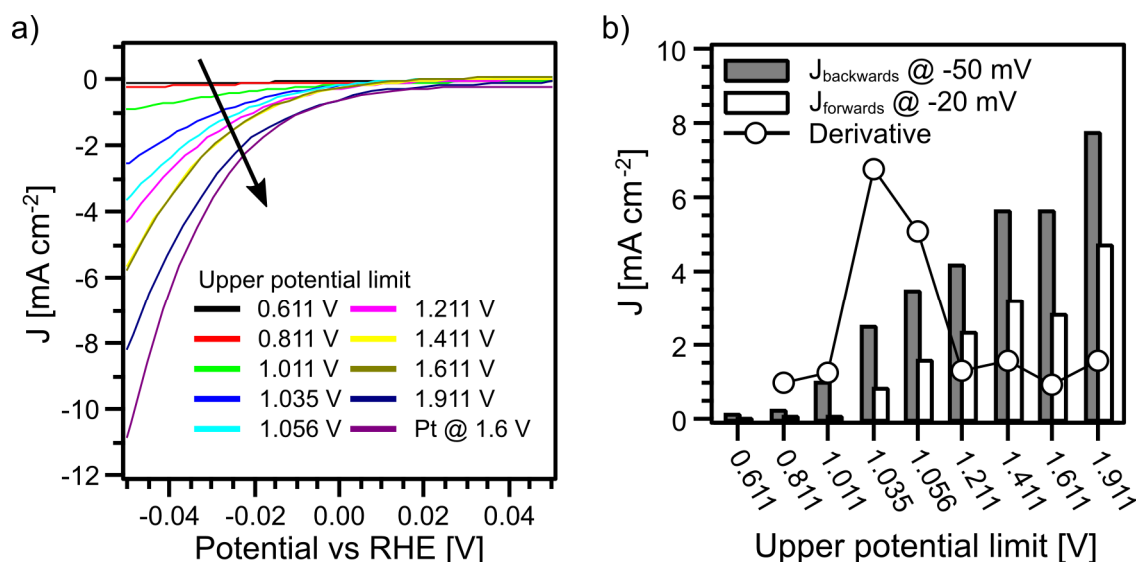 a)
0
-2
-4
-6
-8
-10
-12
J [mA cm-2]
Upper potential limit
0.611 V
0.811 V
1.011 V
1.035 V
1.056 V
1.211 V
1.411 V
1.611 V
1.911 V
Pt @ 1.6 V
-0.04
-0.02
0.00
0.02
0.04
Potential vs RHE [V]
b)
10
8
6
4
2
0
J [mA cm-2]
Jbackwards @ -50 mV
Jforwards @ -20 mV
Derivative
0.611
0.811
1.011
1.035
1.056
1.211
1.411
1.611
1.911
Upper potential limit [V]